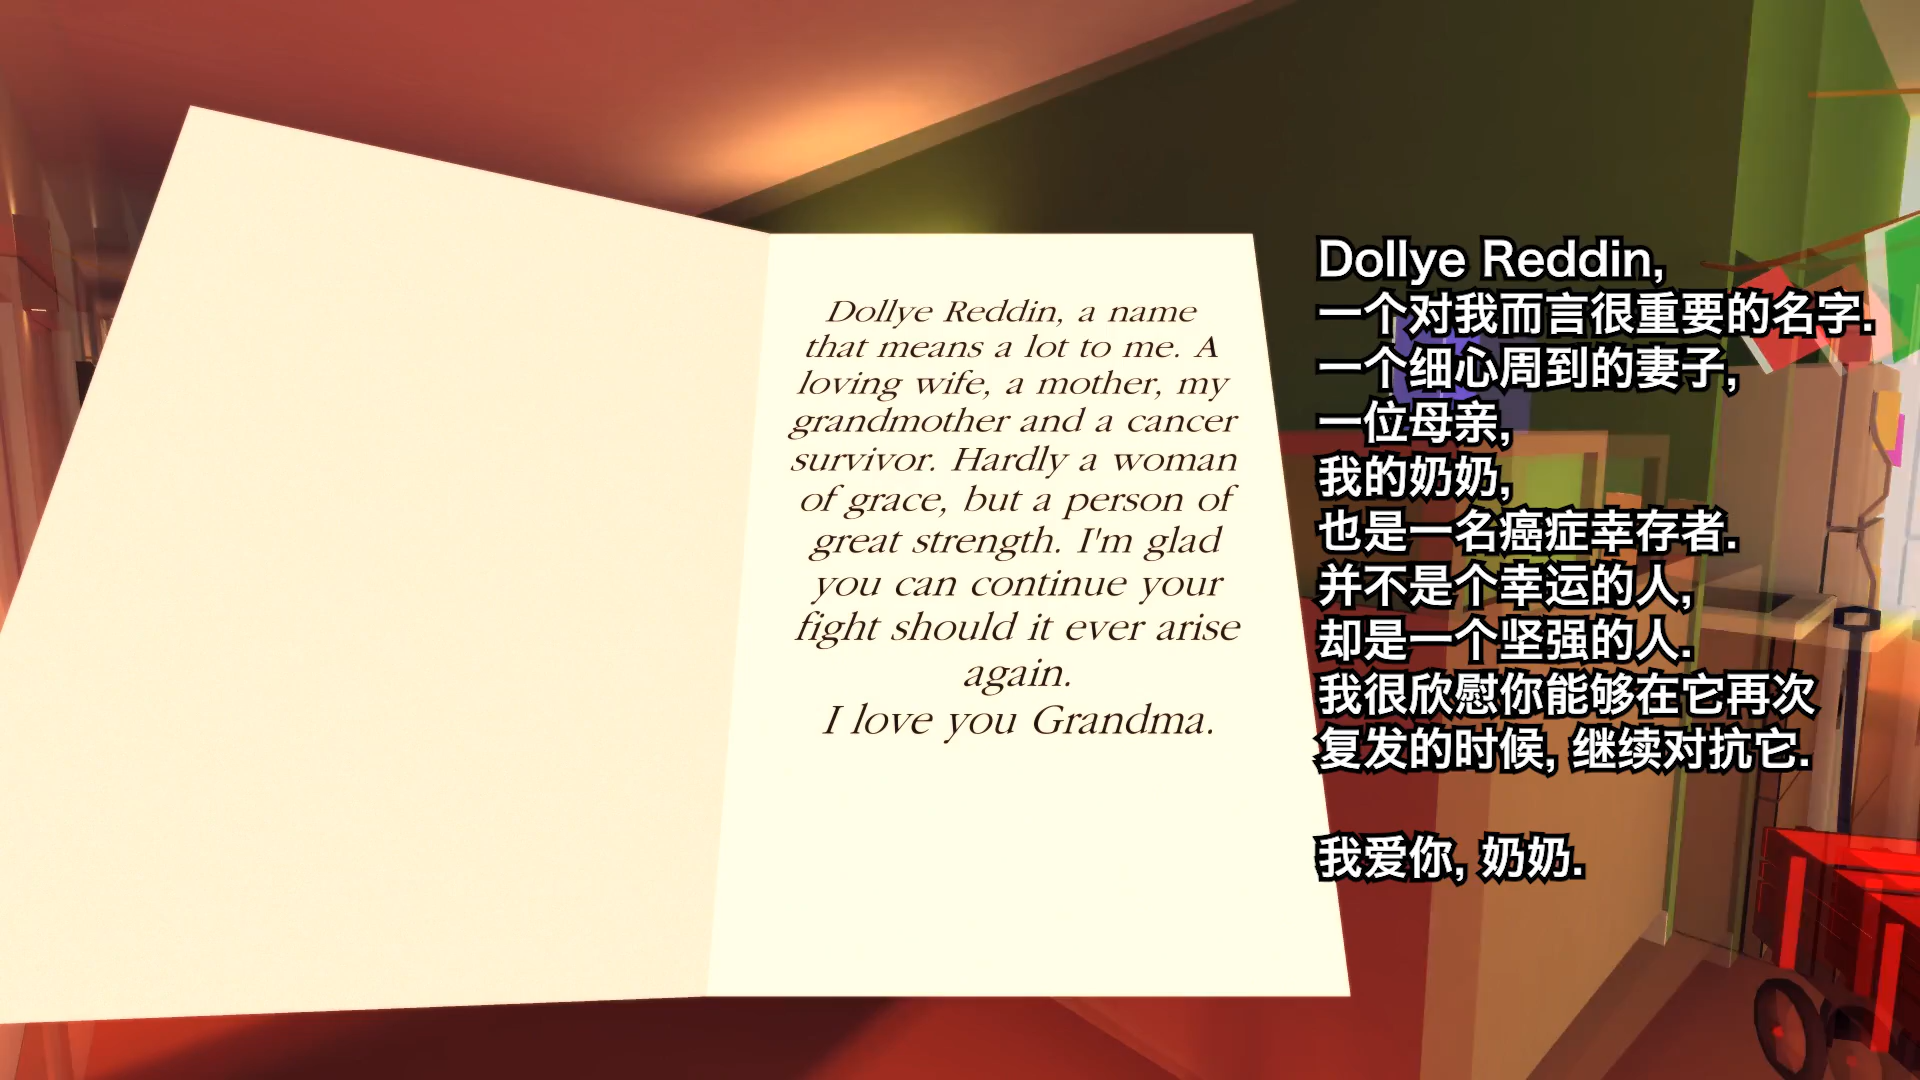 Dollye Reddin, a name
that means a lot to me. A
loving wife, a mother, my
grandmother and a cancer
survivor. Hardly a woman
of grace, but a person of
great strength. I'm glad
you can continue your
fight should it ever arise
again.
I love you Grandma.
Dollye Reddin,
一个对我而言很重要的名字.
一个细心周到的妻子,
一位母亲,
我的奶奶,
也是一名癌症幸存者.
并不是个幸运的人,
却是一个坚强的人.
我很欣慰你能够在它再次
复发的时候, 继续对抗它.
我爱你, 奶奶.